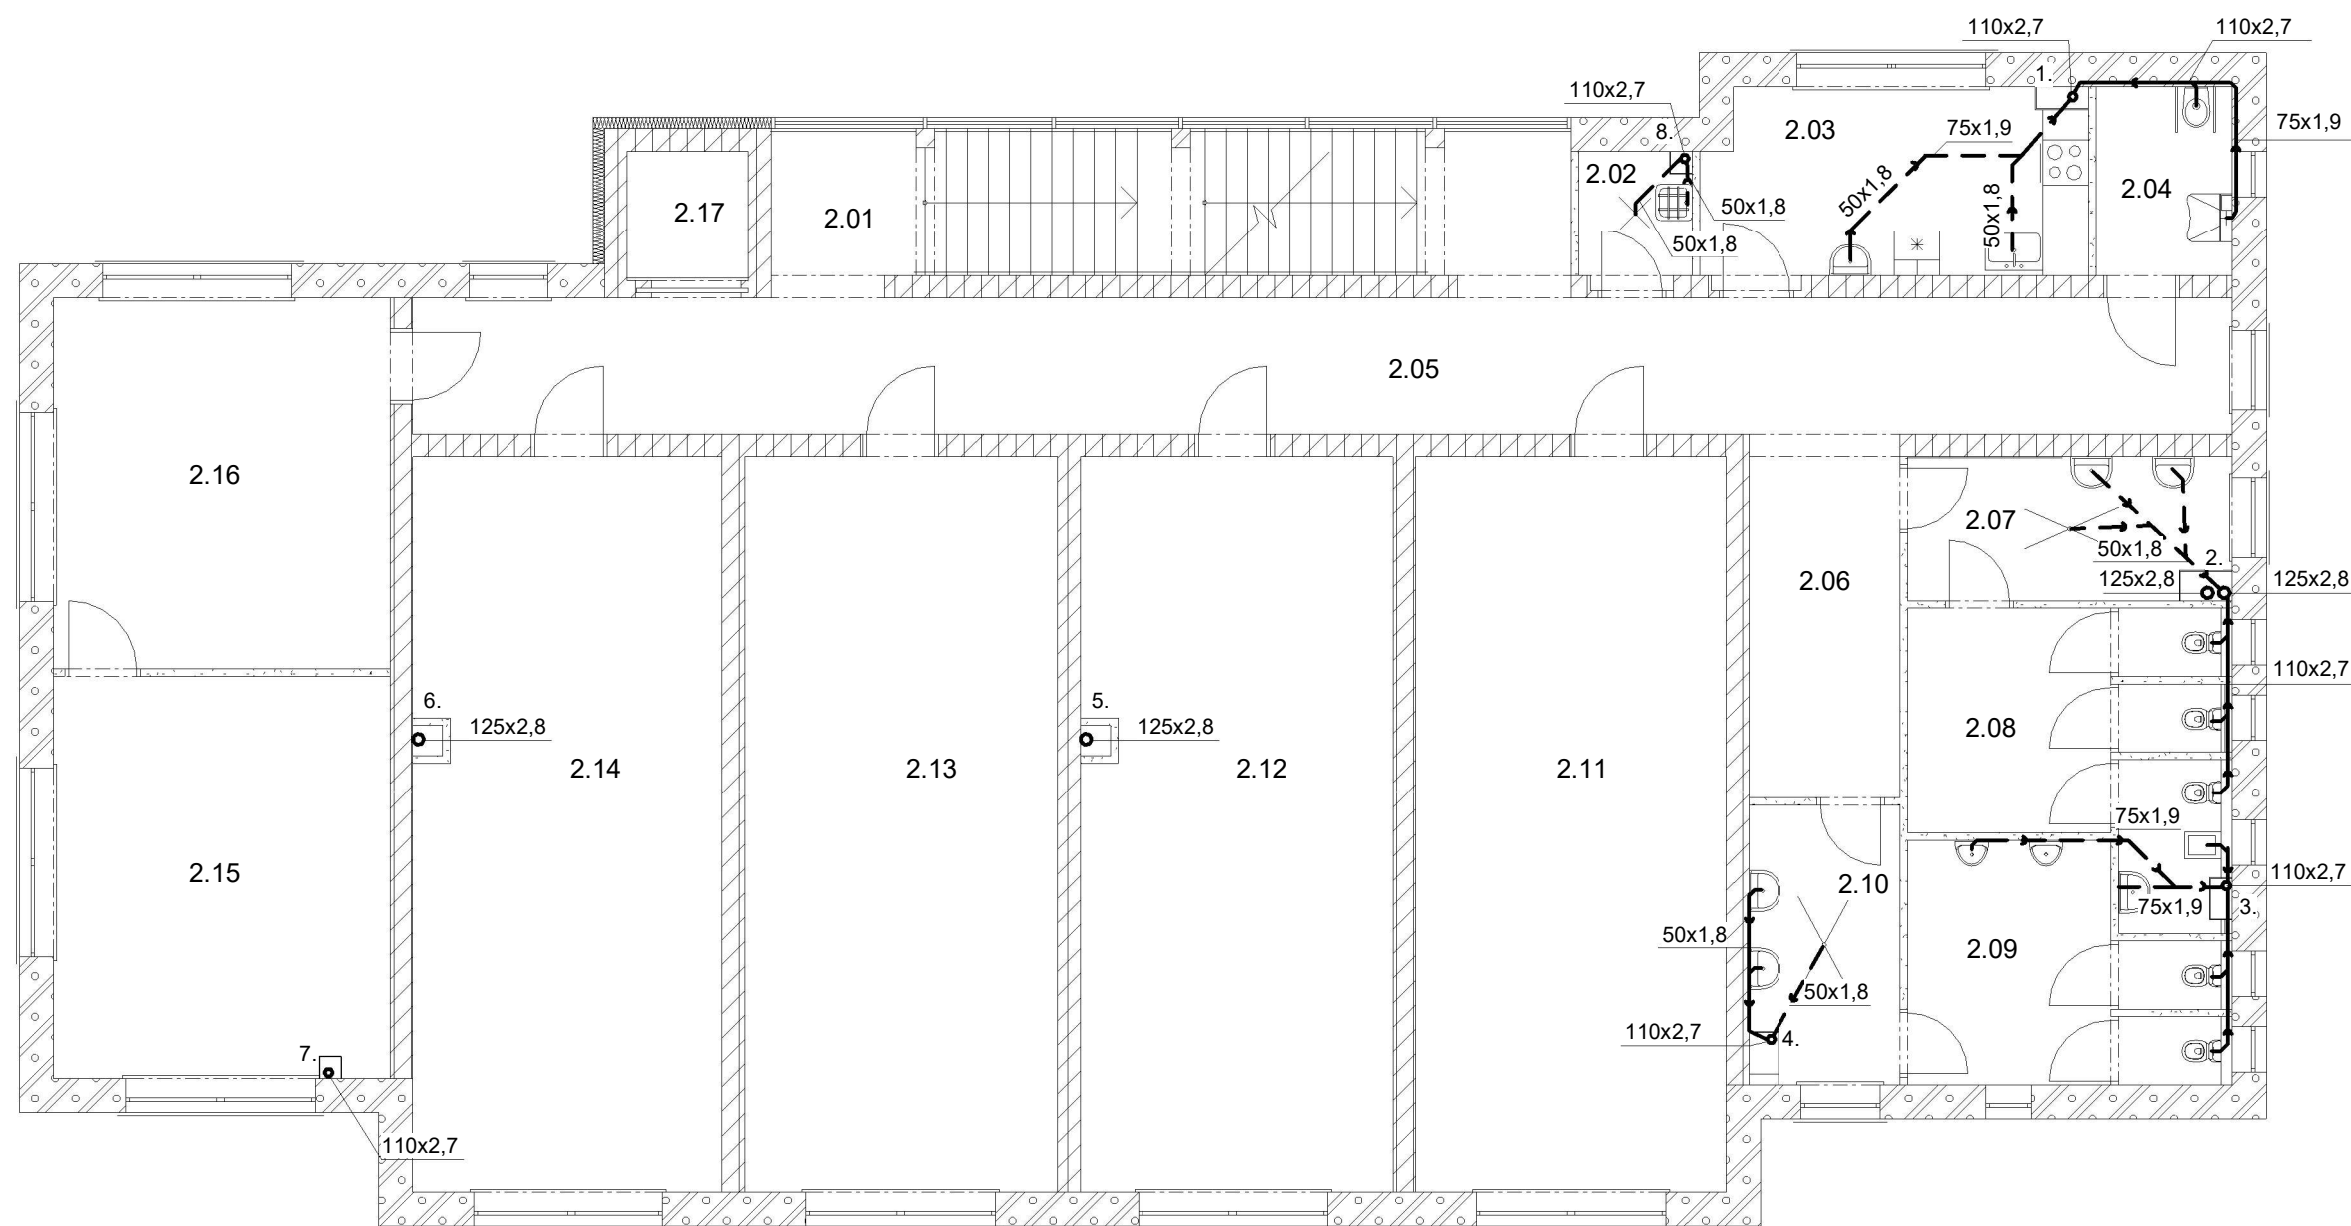 110x2,7
110x2,7
1.
110x2,7
75x1,9
8.
2.03
75x1,9
2.02
2.04
50x1,8
50x1,8
2.17
2.01
50x1,8
50x1,8
2.05
2.16
2.07
50x1,8
2.
125x2,8
125x2,8
2.06
110x2,7
6.
125x2,8
5.
125x2,8
2.08
2.14
2.13
2.12
2.11
75x1,9
2.15
2.10
110x2,7
75x1,9
3.
50x1,8
2.09
50x1,8
110x2,7
4.
7.
110x2,7